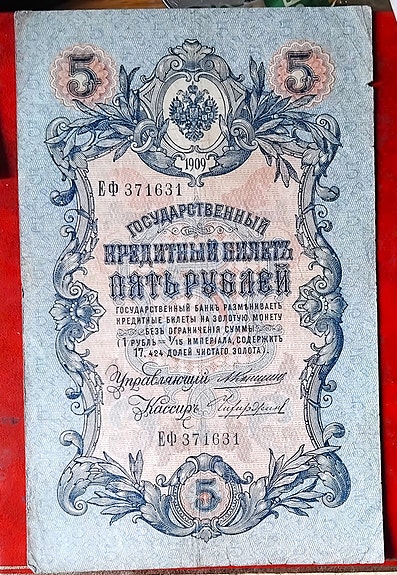 5 5
1909
ЕФ 371631
ГОСУДАРСТВЕННЫЙ
КРЕДИТНЫЙ БИЛЕТЪ
ПЯТЬ РУБЛЕЙ
ГОСУДАРСТВЕННЫЙ БАНКЪ РАЗМѢНИВАЕТЪ
КРЕДИТНЫЕ БИЛЕТЫ НА ЗОЛОТУЮ МОНЕТУ
БЕЗЪ ОГРАНИЧЕНІЯ СУММЫ
(1 РУБЛЬ = 1/15 ИМПЕРІАЛА, СОДЕРЖИТЪ
17,424 ДОЛЕЙ ЧИСТАГО ЗОЛОТА).
Управляющій
Кассиръ
ЕФ 371631
5